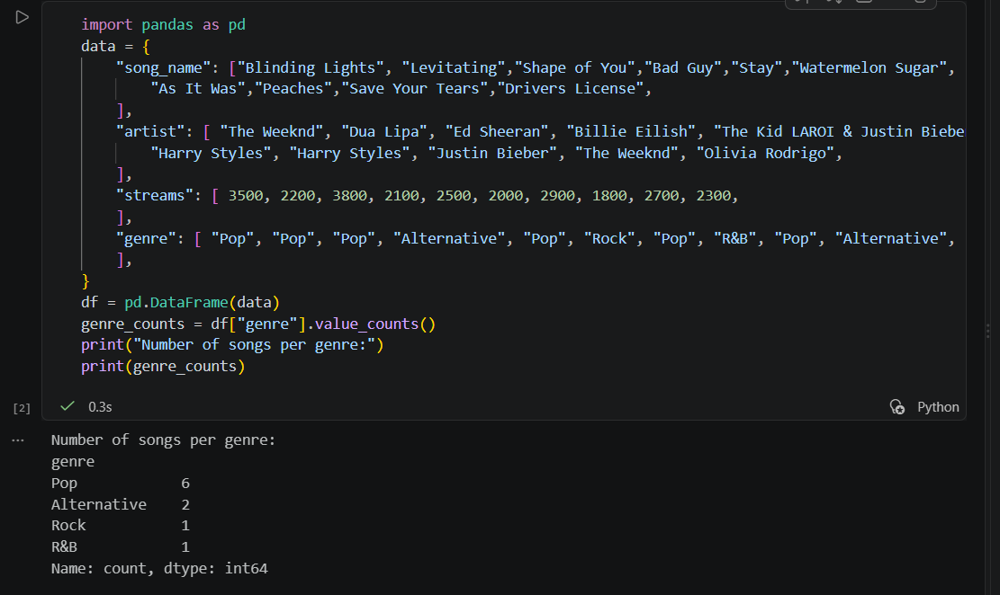 import pandas as pd
data = {
    "song_name": ["Blinding Lights", "Levitating","Shape of You","Bad Guy","Stay","Watermelon Sugar",
        "As It Was","Peaches","Save Your Tears","Drivers License",
    ],
    "artist": [ "The Weeknd", "Dua Lipa", "Ed Sheeran", "Billie Eilish", "The Kid LAROI & Justin Biebe
        "Harry Styles", "Harry Styles", "Justin Bieber", "The Weeknd", "Olivia Rodrigo",
    ],
    "streams": [ 3500, 2200, 3800, 2100, 2500, 2000, 2900, 1800, 2700, 2300,
    ],
    "genre": [ "Pop", "Pop", "Pop", "Alternative", "Pop", "Rock", "Pop", "R&B", "Pop", "Alternative",
    ],
}
df = pd.DataFrame(data)
genre_counts = df["genre"].value_counts()
print("Number of songs per genre:")
print(genre_counts)
[2] 0.3s Python
... Number of songs per genre:
genre
Pop            6
Alternative    2
Rock           1
R&B            1
Name: count, dtype: int64